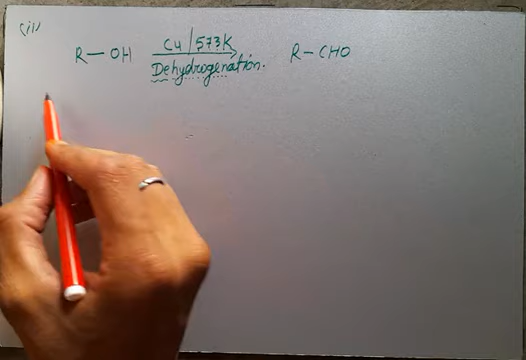 (ii)
R—OH Cu/573K R—CHO
Dehydrogenation.